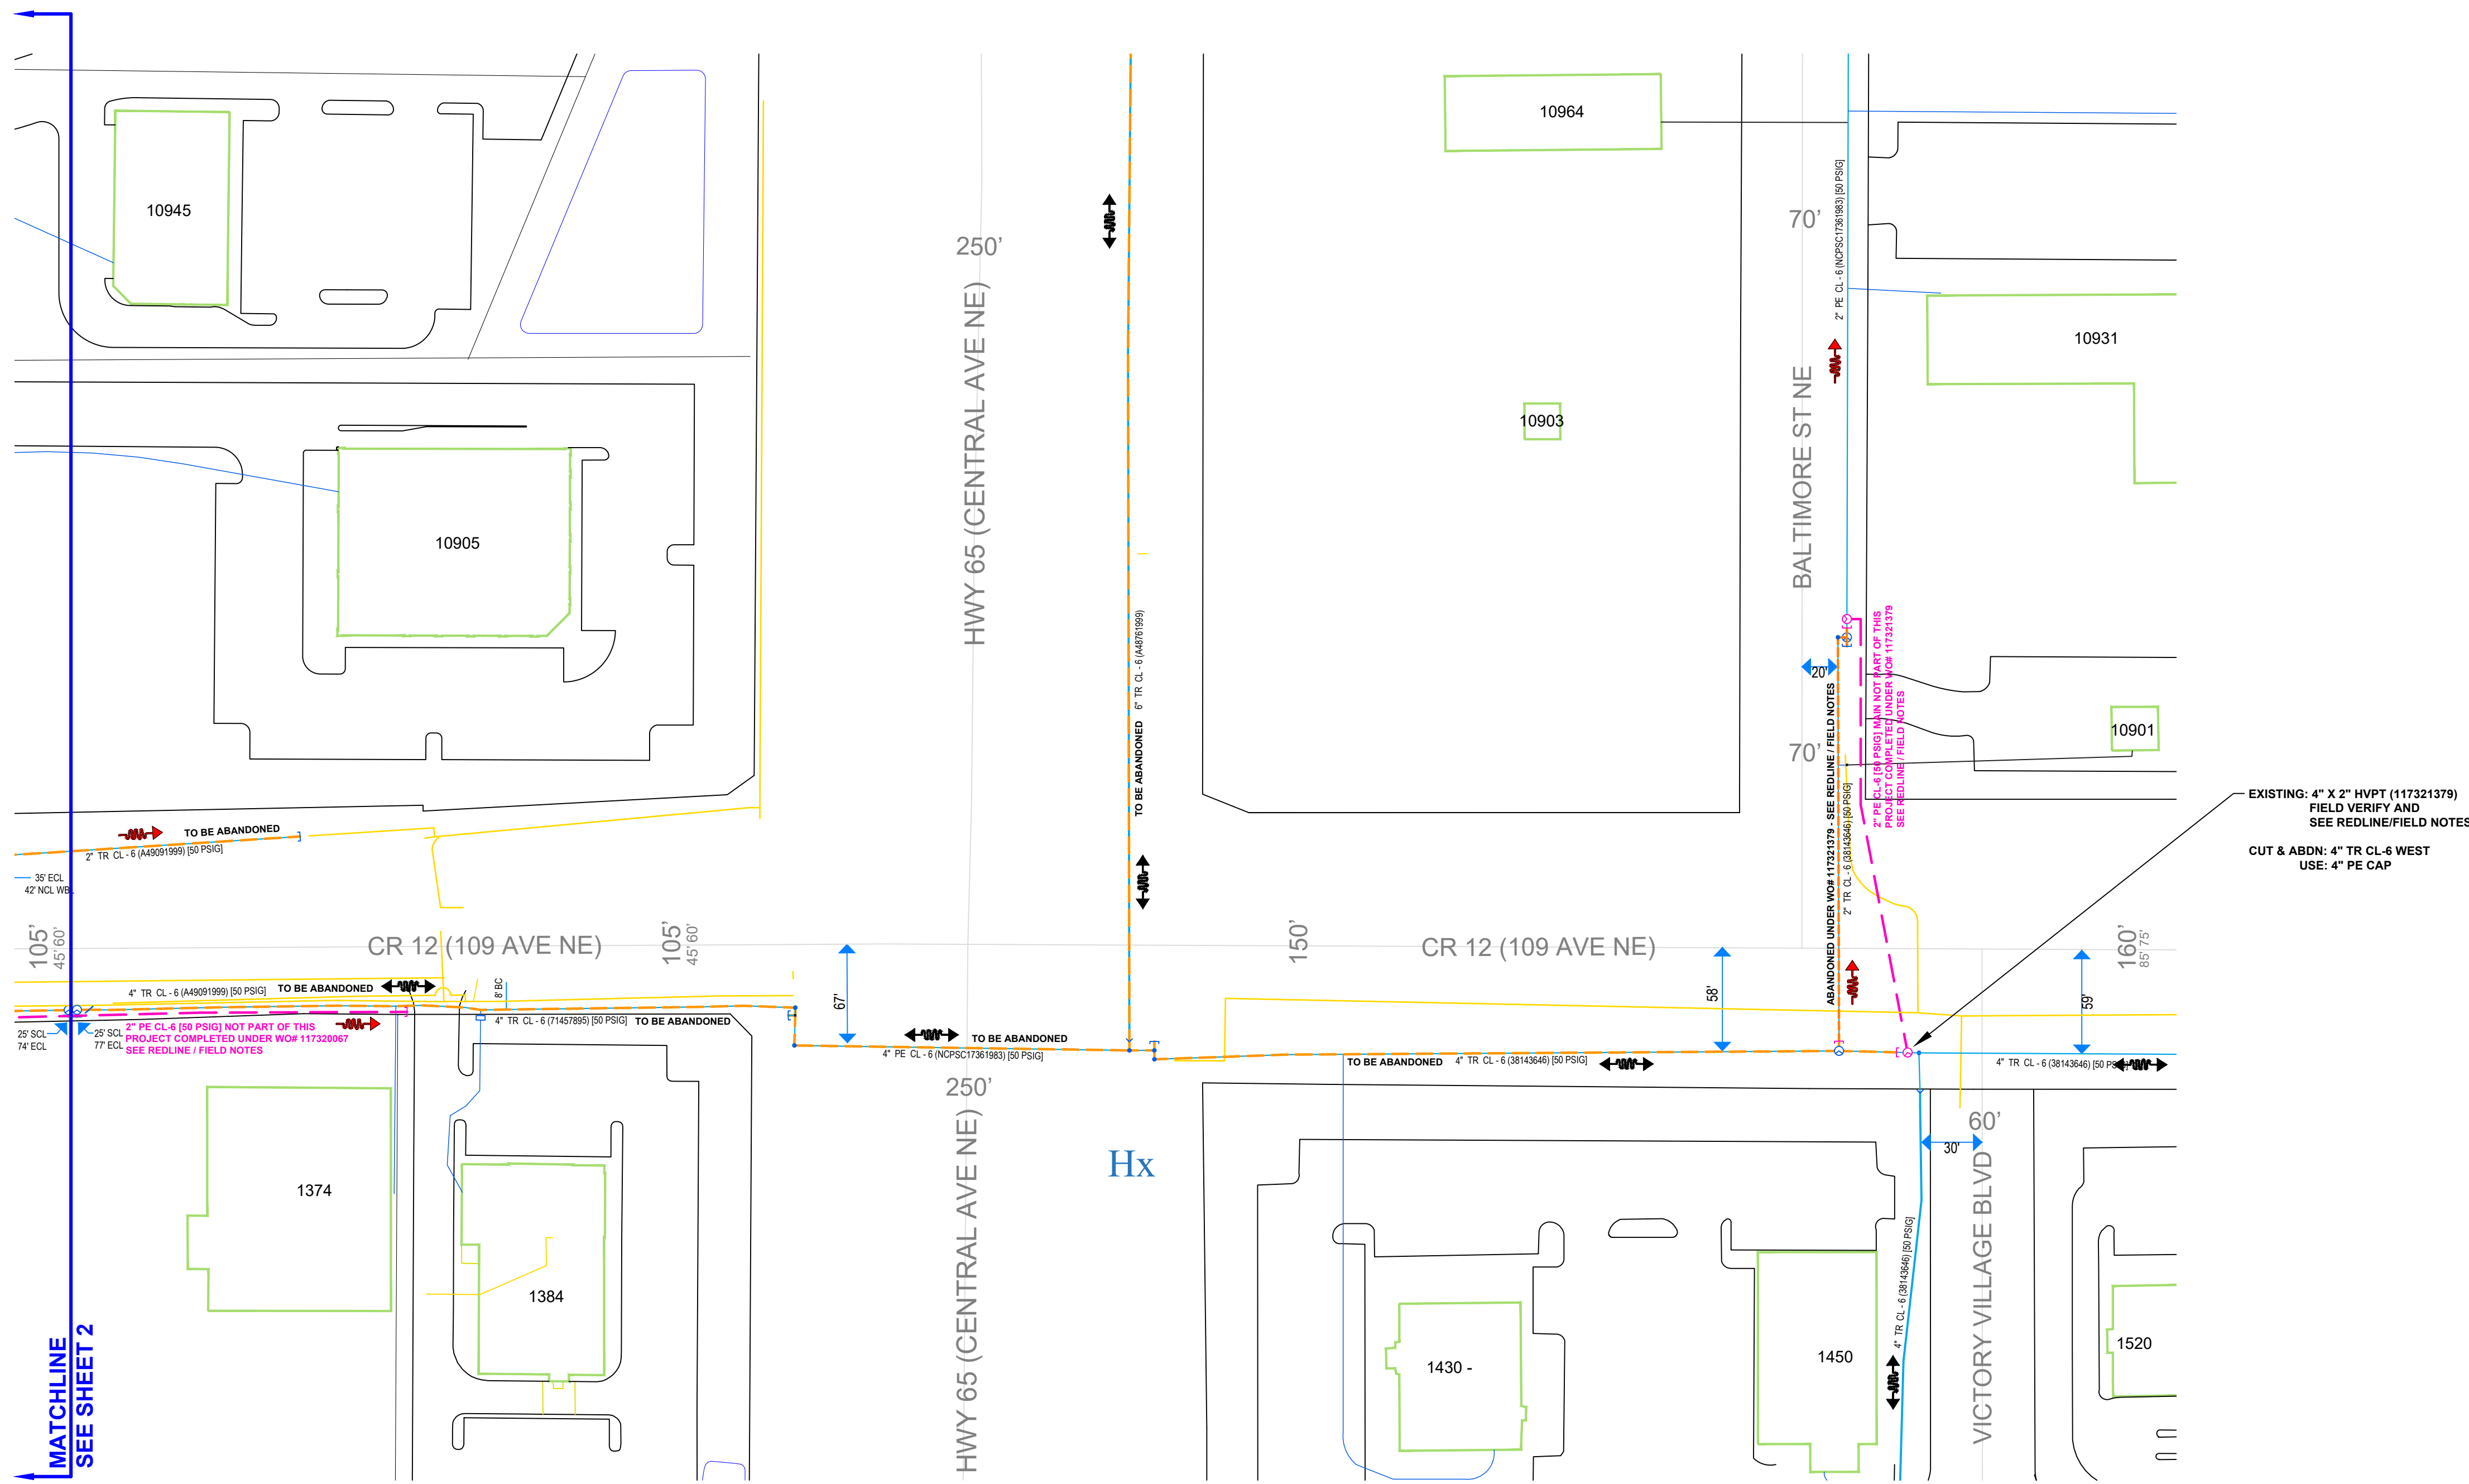 10945
10905
250’
HWY 65 (CENTRAL AVE NE)
10964
10903
70'
BALTIMORE ST NE
70'
2" PE CL - 6 (NCPSC17361983) [50 PSIG]
10931
10901
6" TR CL - 6 (A48761999)
TO BE ABANDONED
20'
2" PE CL-6 [50 PSIG] MAIN NOT PART OF THIS
PROJECT COMPLETED UNDER WO# 117321379
SEE REDLINE / FIELD NOTES
ABANDONED UNDER WO# 117321379 - SEE REDLINE / FIELD NOTES
2" TR CL - 6 (38143646) [50 PSIG]
EXISTING: 4" X 2" HVPT (117321379)
FIELD VERIFY AND
SEE REDLINE/FIELD NOTES
CUT & ABDN: 4" TR CL-6 WEST
USE: 4" PE CAP
TO BE ABANDONED
2" TR CL - 6 (A49091999) [50 PSIG]
35' ECL
42' NCL WB
105’
45' 60'
CR 12 (109 AVE NE)
105’
45' 60'
150’
CR 12 (109 AVE NE)
160’
85' 75'
4" TR CL - 6 (A49091999) [50 PSIG]
TO BE ABANDONED
8' BC
67'
58'
59'
25' SCL
74' ECL
25' SCL
77' ECL
2" PE CL-6 [50 PSIG] NOT PART OF THIS
PROJECT COMPLETED UNDER WO# 117320067
SEE REDLINE / FIELD NOTES
4" TR CL - 6 (71457895) [50 PSIG] TO BE ABANDONED
TO BE ABANDONED
4" PE CL - 6 (NCPSC17361983) [50 PSIG]
TO BE ABANDONED 4" TR CL - 6 (38143646) [50 PSIG]
4" TR CL - 6 (38143646) [50 PSIG]
250’
HWY 65 (CENTRAL AVE NE)
Hx
60’
30'
VICTORY VILLAGE BLVD
4" TR CL - 6 (38143646) [50 PSIG]
1374
1384
1430 -
1450
1520
MATCHLINE
SEE SHEET 2